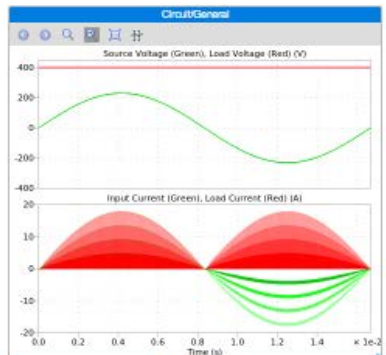 Circuit/General
Source Voltage (Green), Load Voltage (Red) (V)
400
200
0
-200
-400
Input Current (Green), Load Current (Red) (A)
20
10
0
-10
-20
0.0 0.2 0.4 0.6 0.8 1.0 1.2 1.4 × 1e-2
Time (s)